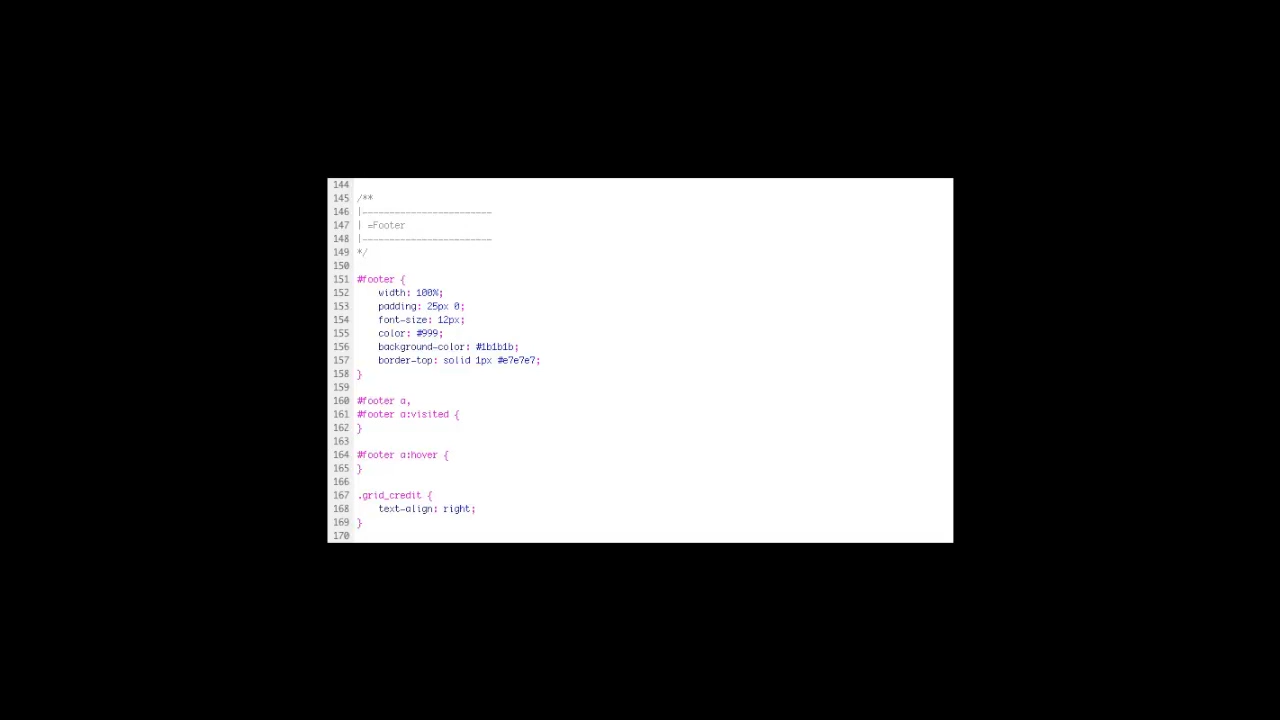 144
145 /**
146 |------------------------
147 | =Footer
148 |------------------------
149 */
150
151 #footer {
152     width: 100%;
153     padding: 25px 0;
154     font-size: 12px;
155     color: #999;
156     background-color: #1b1b1b;
157     border-top: solid 1px #e7e7e7;
158 }
159
160 #footer a,
161 #footer a:visited {
162 }
163
164 #footer a:hover {
165 }
166
167 .grid_credit {
168     text-align: right;
169 }
170